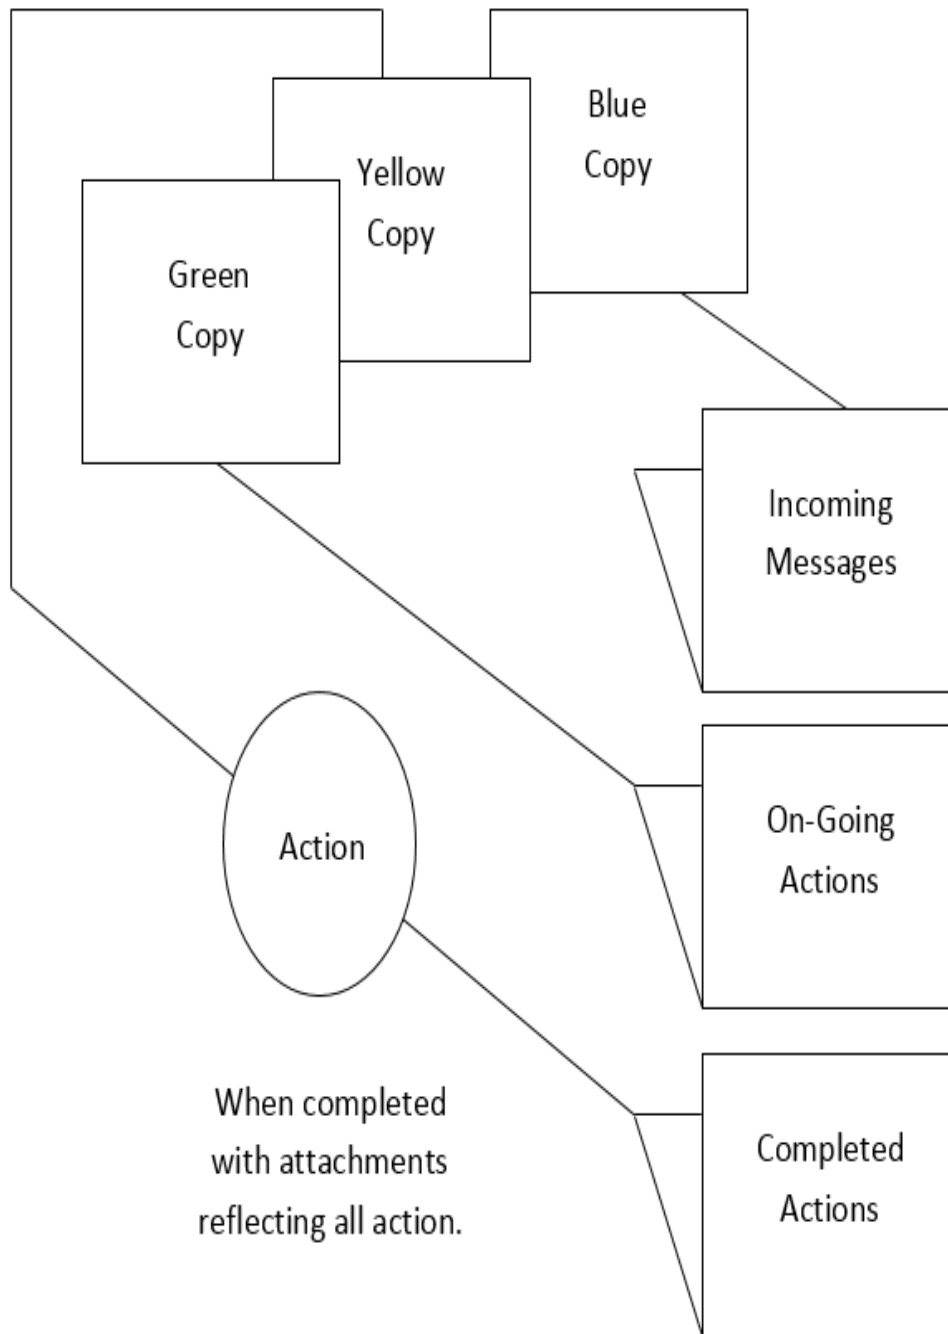 Blue
Copy
Yellow
Copy
Green
Copy
Incoming
Messages
On-Going
Actions
Action
When completed
with attachments
reflecting all action.
Completed
Actions